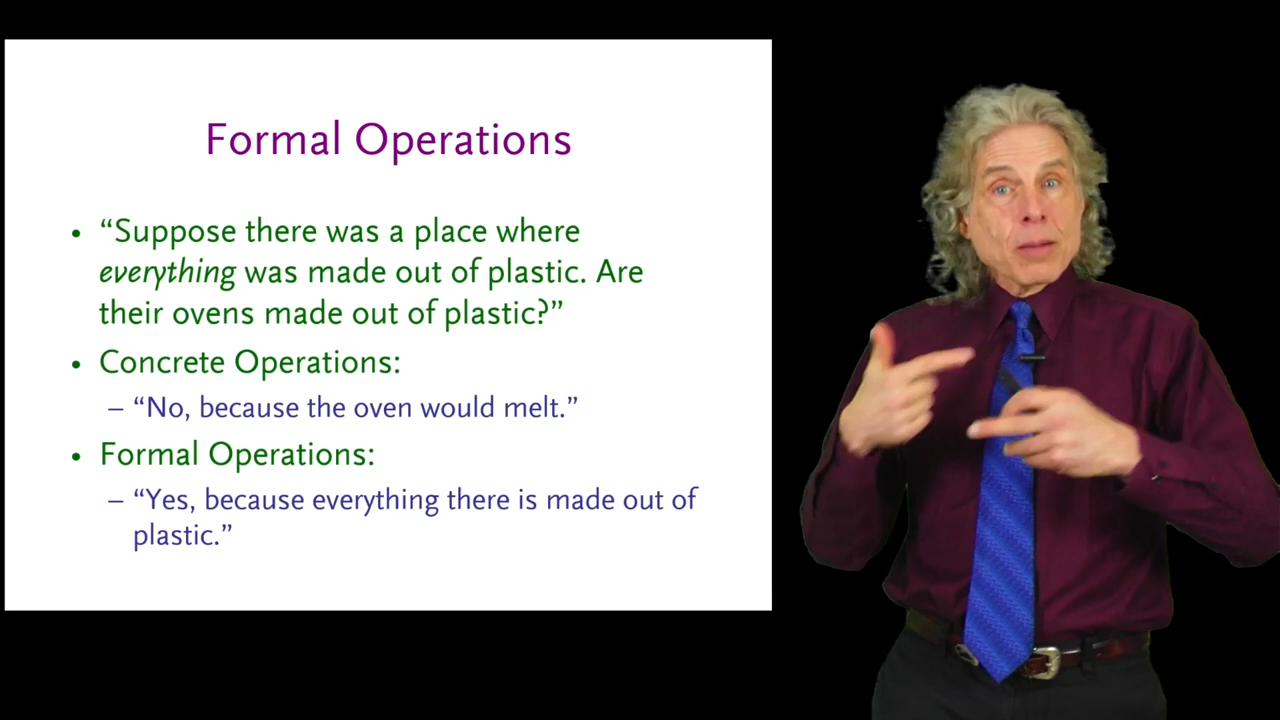 Formal Operations
• “Suppose there was a place where
everything was made out of plastic. Are
their ovens made out of plastic?”
• Concrete Operations:
– “No, because the oven would melt.”
• Formal Operations:
– “Yes, because everything there is made out of
plastic.”